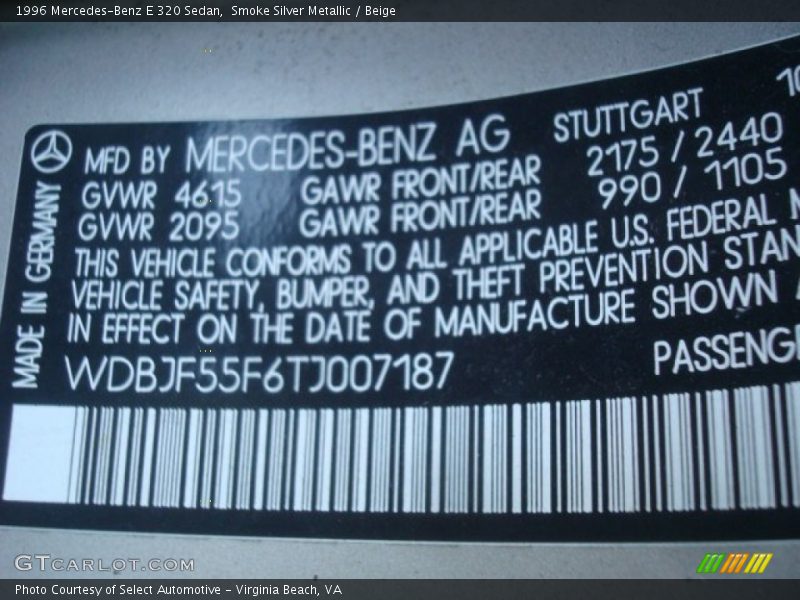 1996 Mercedes-Benz E 320 Sedan,  Smoke Silver Metallic / Beige
MFD BY MERCEDES-BENZ AG STUTTGART 10
GVWR 4615 GAWR FRONT/REAR 2175 / 2440
GVWR 2095 GAWR FRONT/REAR 990 / 1105
THIS VEHICLE CONFORMS TO ALL APPLICABLE U.S. FEDERAL M
VEHICLE SAFETY, BUMPER, AND THEFT PREVENTION STAN
IN EFFECT ON THE DATE OF MANUFACTURE SHOWN A
WDBJF55F6TJ007187 PASSENG
MADE IN GERMANY
GTCARLOT.COM
Photo Courtesy of Select Automotive - Virginia Beach, VA